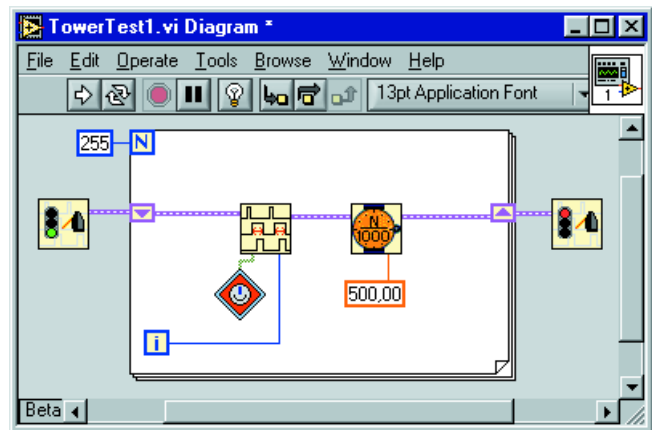 TowerTest1.vi Diagram *
File Edit Operate Tools Browse Window Help
13pt Application Font
1
255
N
N
1000
500,00
i
Beta